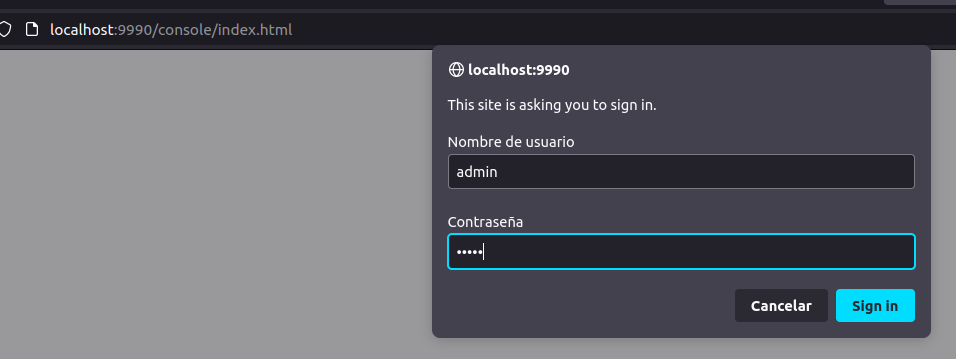 localhost:9990/console/index.html
localhost:9990
This site is asking you to sign in.
Nombre de usuario
admin
Contraseña
•••••
Cancelar
Sign in